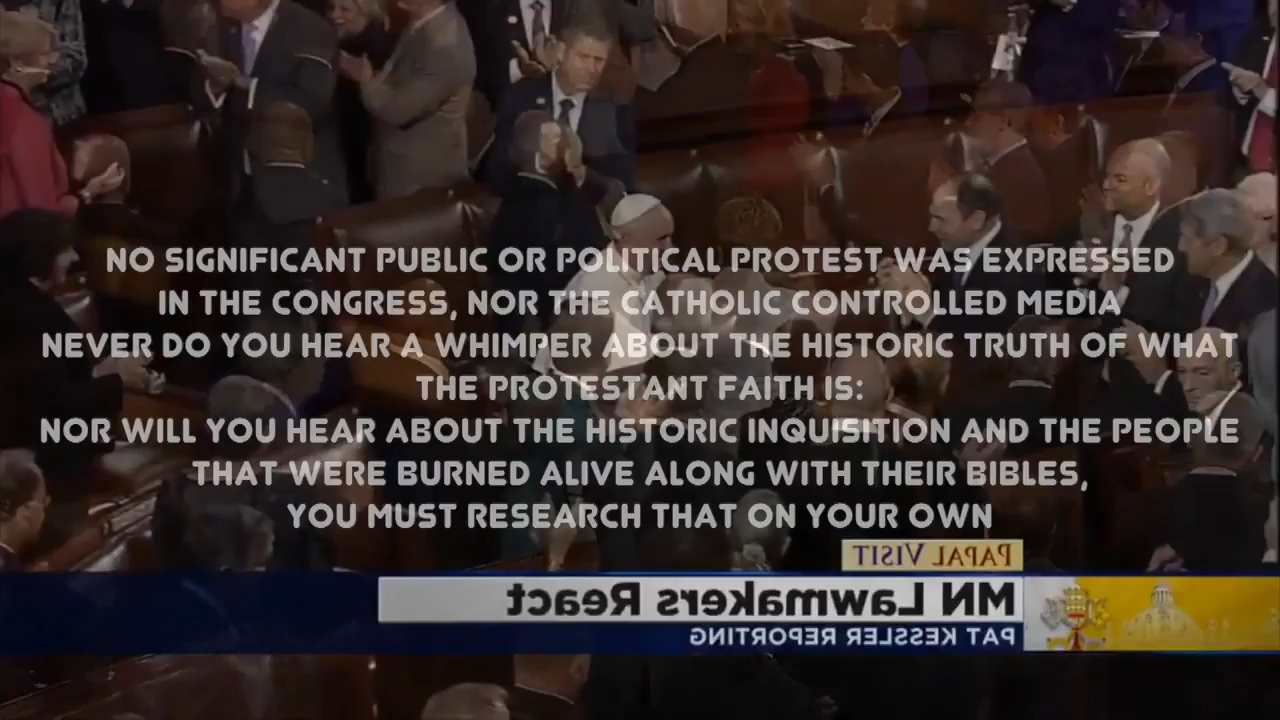 NO SIGNIFICANT PUBLIC OR POLITICAL PROTEST WAS EXPRESSED
IN THE CONGRESS, NOR THE CATHOLIC CONTROLLED MEDIA
NEVER DO YOU HEAR A WHIMPER ABOUT THE HISTORIC TRUTH OF WHAT
THE PROTESTANT FAITH IS:
NOR WILL YOU HEAR ABOUT THE HISTORIC INQUISITION AND THE PEOPLE
THAT WERE BURNED ALIVE ALONG WITH THEIR BIBLES,
YOU MUST RESEARCH THAT ON YOUR OWN
PAPAL VISIT
MN Lawmakers React
PAT KESSLER REPORTING